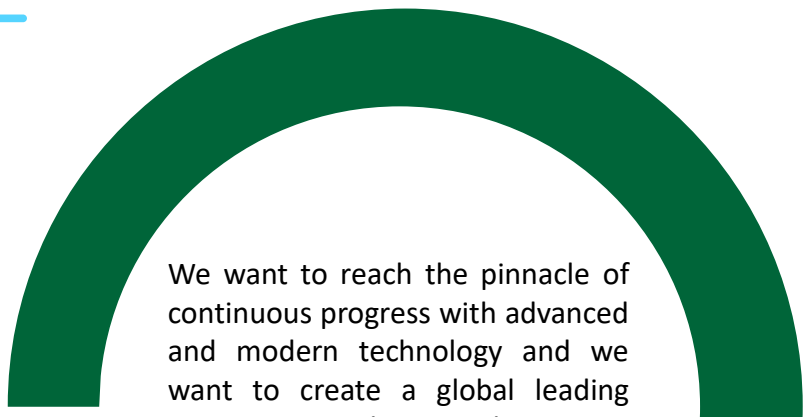 We want to reach the pinnacle of
continuous progress with advanced
and modern technology and we
want to create a global leading